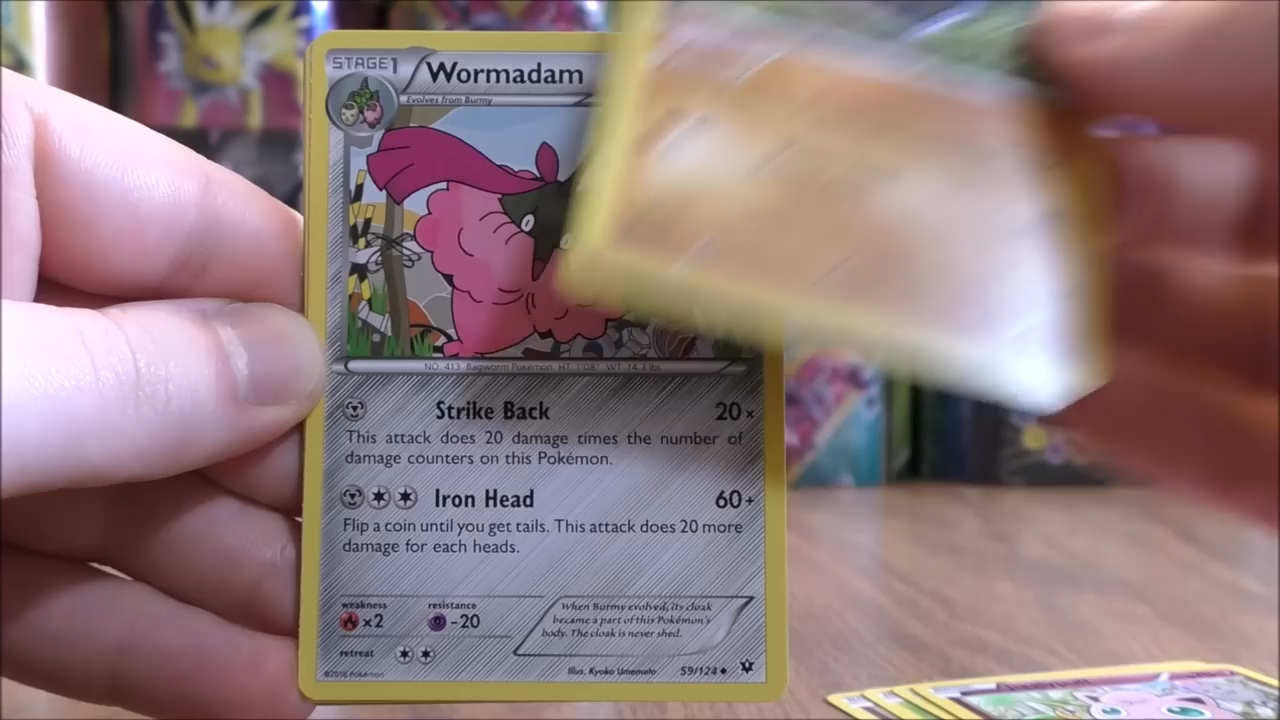 STAGE1
Wormadam
Evolves from Burmy
NO. 413 Bagworm Pokémon HT: 1'08" WT: 14.3 lbs.
Strike Back 20x
This attack does 20 damage times the number of
damage counters on this Pokémon.
Iron Head 60+
Flip a coin until you get tails. This attack does 20 more
damage for each heads.
weakness
×2
resistance
-20
retreat
When Burmy evolved, its cloak
became a part of this Pokémon's
body. The cloak is never shed.
©2016 Pokémon
Illus. Kyoko Umemoto
59/124